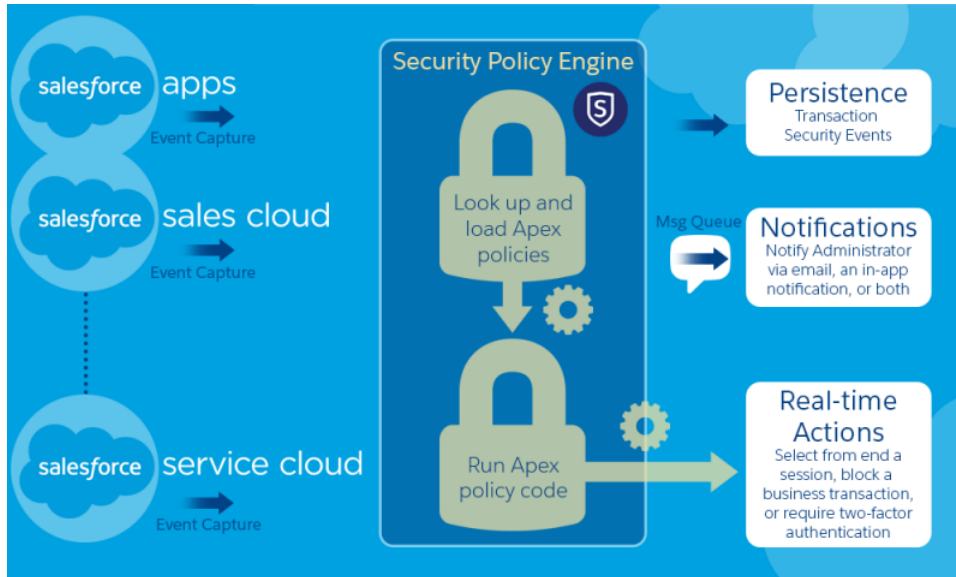 salesforce apps
Event Capture
salesforce sales cloud
Event Capture
salesforce service cloud
Event Capture
Security Policy Engine
S
Look up and
load Apex
policies
Run Apex
policy code
Persistence
Transaction
Security Events
Msg Queue
Notifications
Notify Administrator
via email, an in-app
notification, or both
Real-time
Actions
Select from end a
session, block a
business transaction,
or require two-factor
authentication